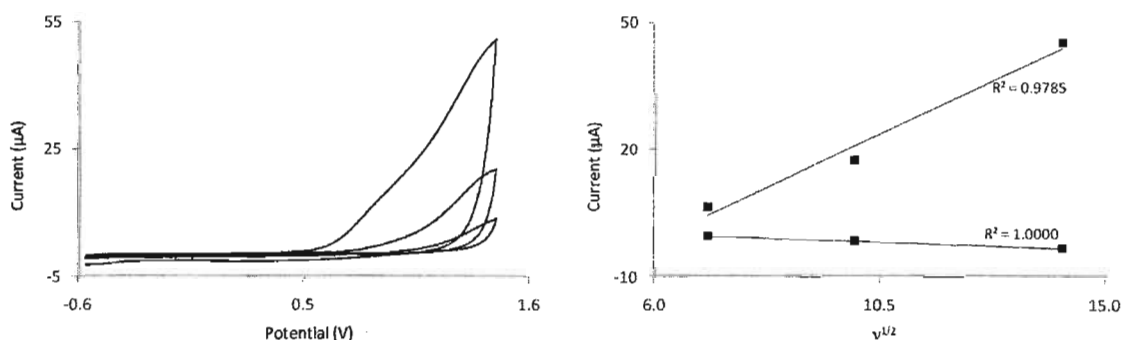 55
25
-5
-0.6
0.5
1.6
Current (µA)
Potential (V)
50
20
-10
6.0
10.5
15.0
Current (µA)
R² = 0.9785
R² = 1.0000
v^1/2